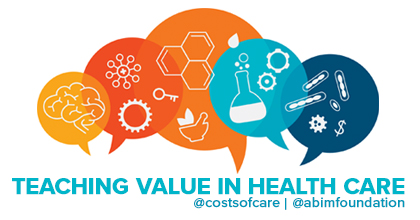 TEACHING VALUE IN HEALTH CARE
@costsofcare | @abimfoundation